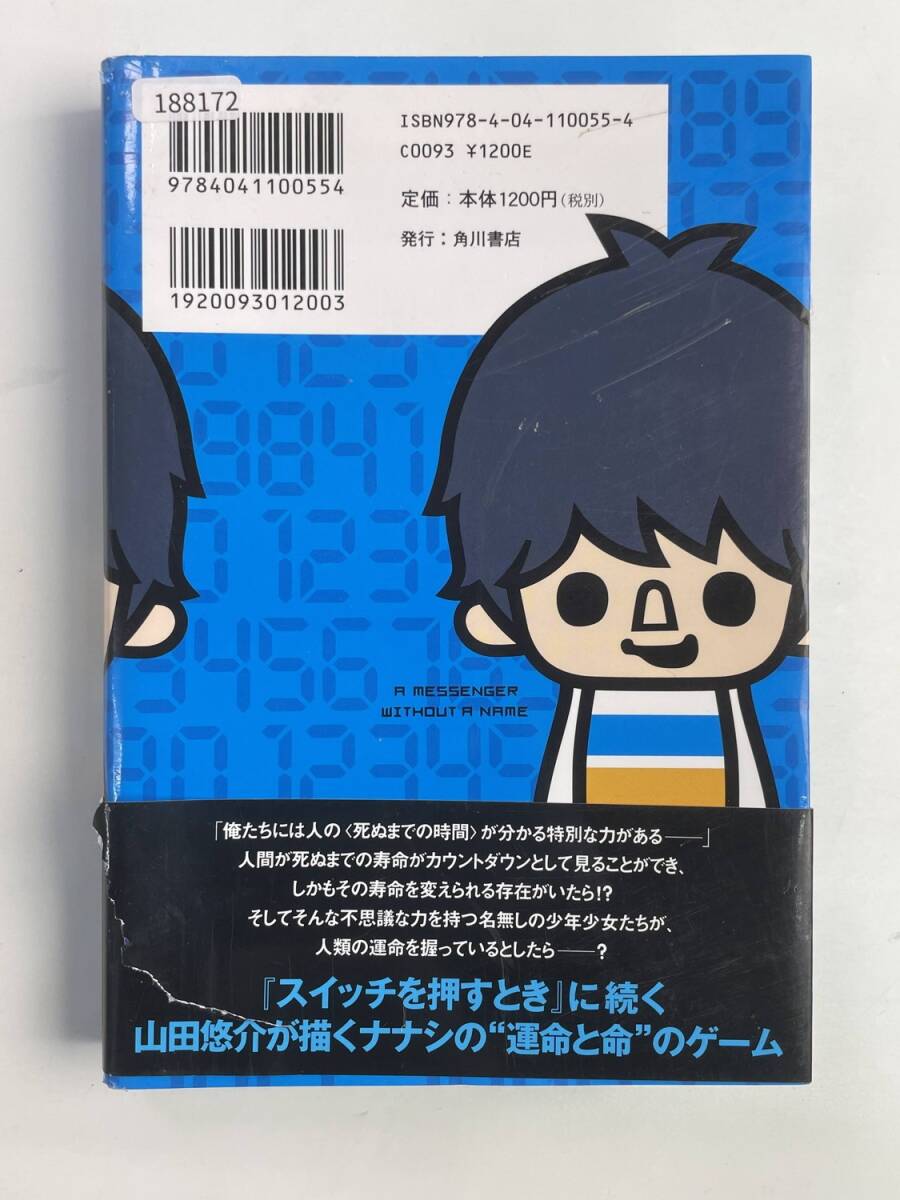 188172
9784041100554
1920093012003
ISBN978-4-04-110055-4
C0093 ¥1200E
定価：本体1200円(税別)
発行：角川書店
89
12345
9841
12345
34567
A MESSENGER
WITHOUT A NAME
12345
「俺たちには人の〈死ぬまでの時間〉が分かる特別な力がある――」
人間が死ぬまでの寿命がカウントダウンとして見ることができ、
しかもその寿命を変えられる存在がいたら!?
そしてそんな不思議な力を持つ名無しの少年少女たちが、
人類の運命を握っているとしたら――？
『スイッチを押すとき』に続く
山田悠介が描くナナシの“運命と命”のゲーム